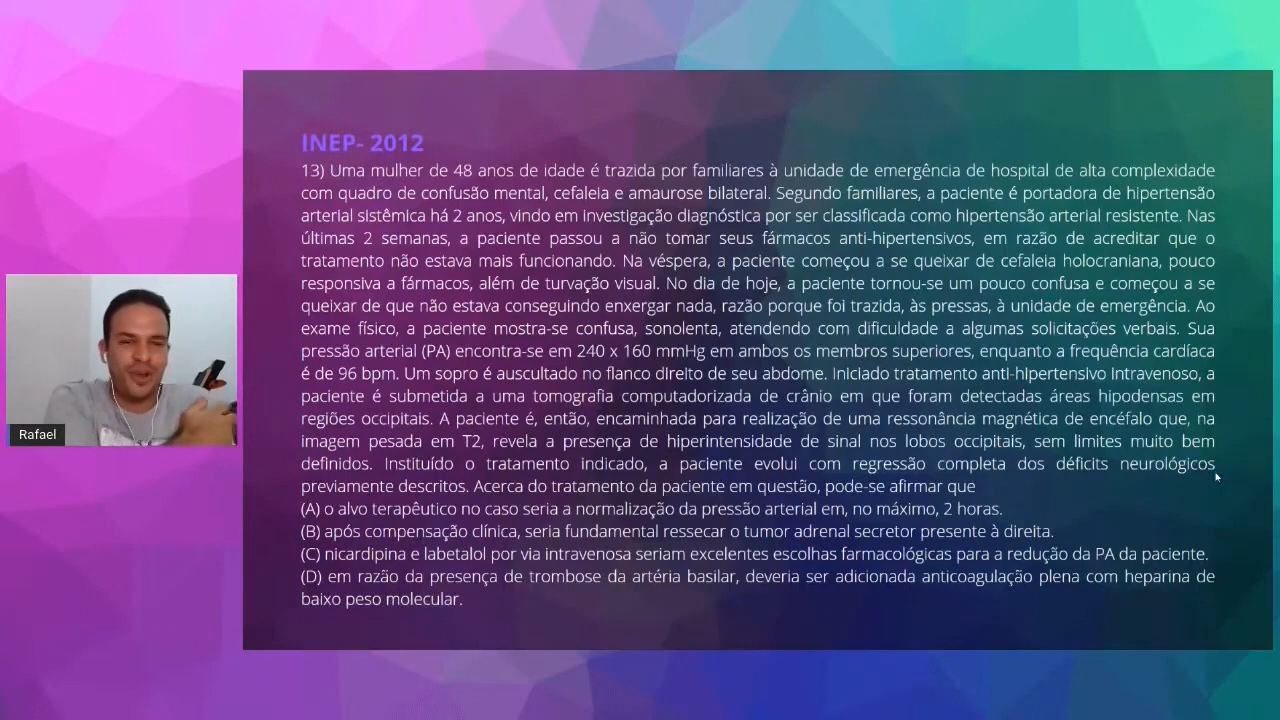 INEP- 2012
13) Uma mulher de 48 anos de idade é trazida por familiares à unidade de emergência de hospital de alta complexidade
com quadro de confusão mental, cefaleia e amaurose bilateral. Segundo familiares, a paciente é portadora de hipertensão
arterial sistêmica há 2 anos, vindo em investigação diagnóstica por ser classificada como hipertensão arterial resistente. Nas
últimas 2 semanas, a paciente passou a não tomar seus fármacos anti-hipertensivos, em razão de acreditar que o
tratamento não estava mais funcionando. Na véspera, a paciente começou a se queixar de cefaleia holocraniana, pouco
responsiva a fármacos, além de turvação visual. No dia de hoje, a paciente tornou-se um pouco confusa e começou a se
queixar de que não estava conseguindo enxergar nada, razão porque foi trazida, às pressas, à unidade de emergência. Ao
exame físico, a paciente mostra-se confusa, sonolenta, atendendo com dificuldade a algumas solicitações verbais. Sua
pressão arterial (PA) encontra-se em 240 x 160 mmHg em ambos os membros superiores, enquanto a frequência cardíaca
é de 96 bpm. Um sopro é auscultado no flanco direito de seu abdome. Iniciado tratamento anti-hipertensivo intravenoso, a
paciente é submetida a uma tomografia computadorizada de crânio em que foram detectadas áreas hipodensas em
regiões occipitais. A paciente é, então, encaminhada para realização de uma ressonância magnética de encéfalo que, na
imagem pesada em T2, revela a presença de hiperintensidade de sinal nos lobos occipitais, sem limites muito bem
definidos. Instituído o tratamento indicado, a paciente evolui com regressão completa dos déficits neurológicos
previamente descritos. Acerca do tratamento da paciente em questão, pode-se afirmar que
(A) o alvo terapêutico no caso seria a normalização da pressão arterial em, no máximo, 2 horas.
(B) após compensação clínica, seria fundamental ressecar o tumor adrenal secretor presente à direita.
(C) nicardipina e labetalol por via intravenosa seriam excelentes escolhas farmacológicas para a redução da PA da paciente.
(D) em razão da presença de trombose da artéria basilar, deveria ser adicionada anticoagulação plena com heparina de
baixo peso molecular.
Rafael